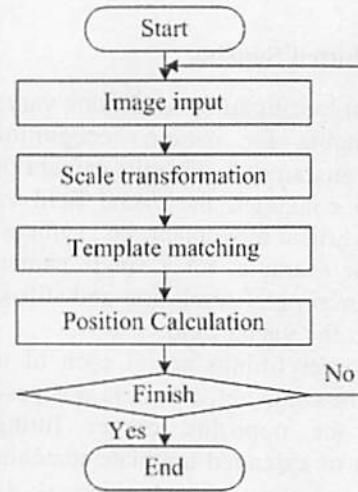 Start
Image input
Scale transformation
Template matching
Position Calculation
No
Finish
Yes
End